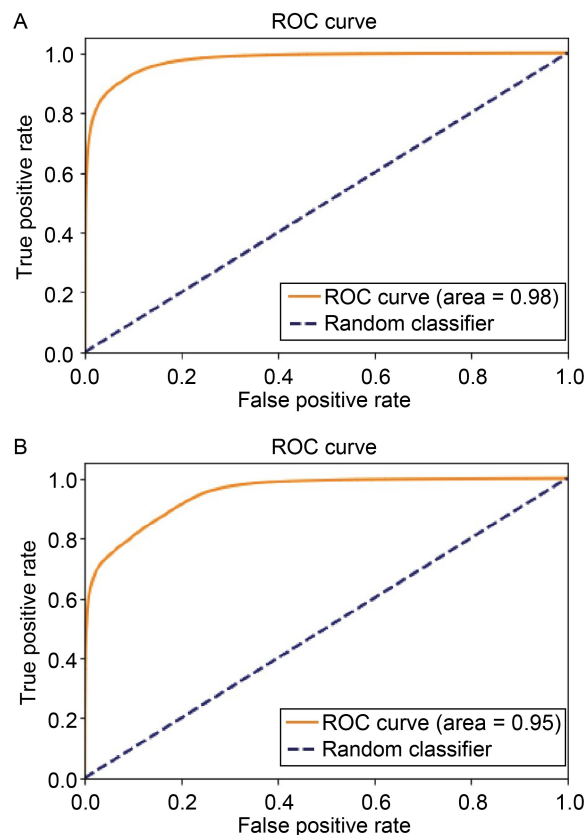 A
ROC curve
True positive rate
1.0
0.8
0.6
0.4
0.2
0.0
ROC curve (area = 0.98)
Random classifier
0.0 0.2 0.4 0.6 0.8 1.0
False positive rate
B
ROC curve
True positive rate
1.0
0.8
0.6
0.4
0.2
0.0
ROC curve (area = 0.95)
Random classifier
0.0 0.2 0.4 0.6 0.8 1.0
False positive rate